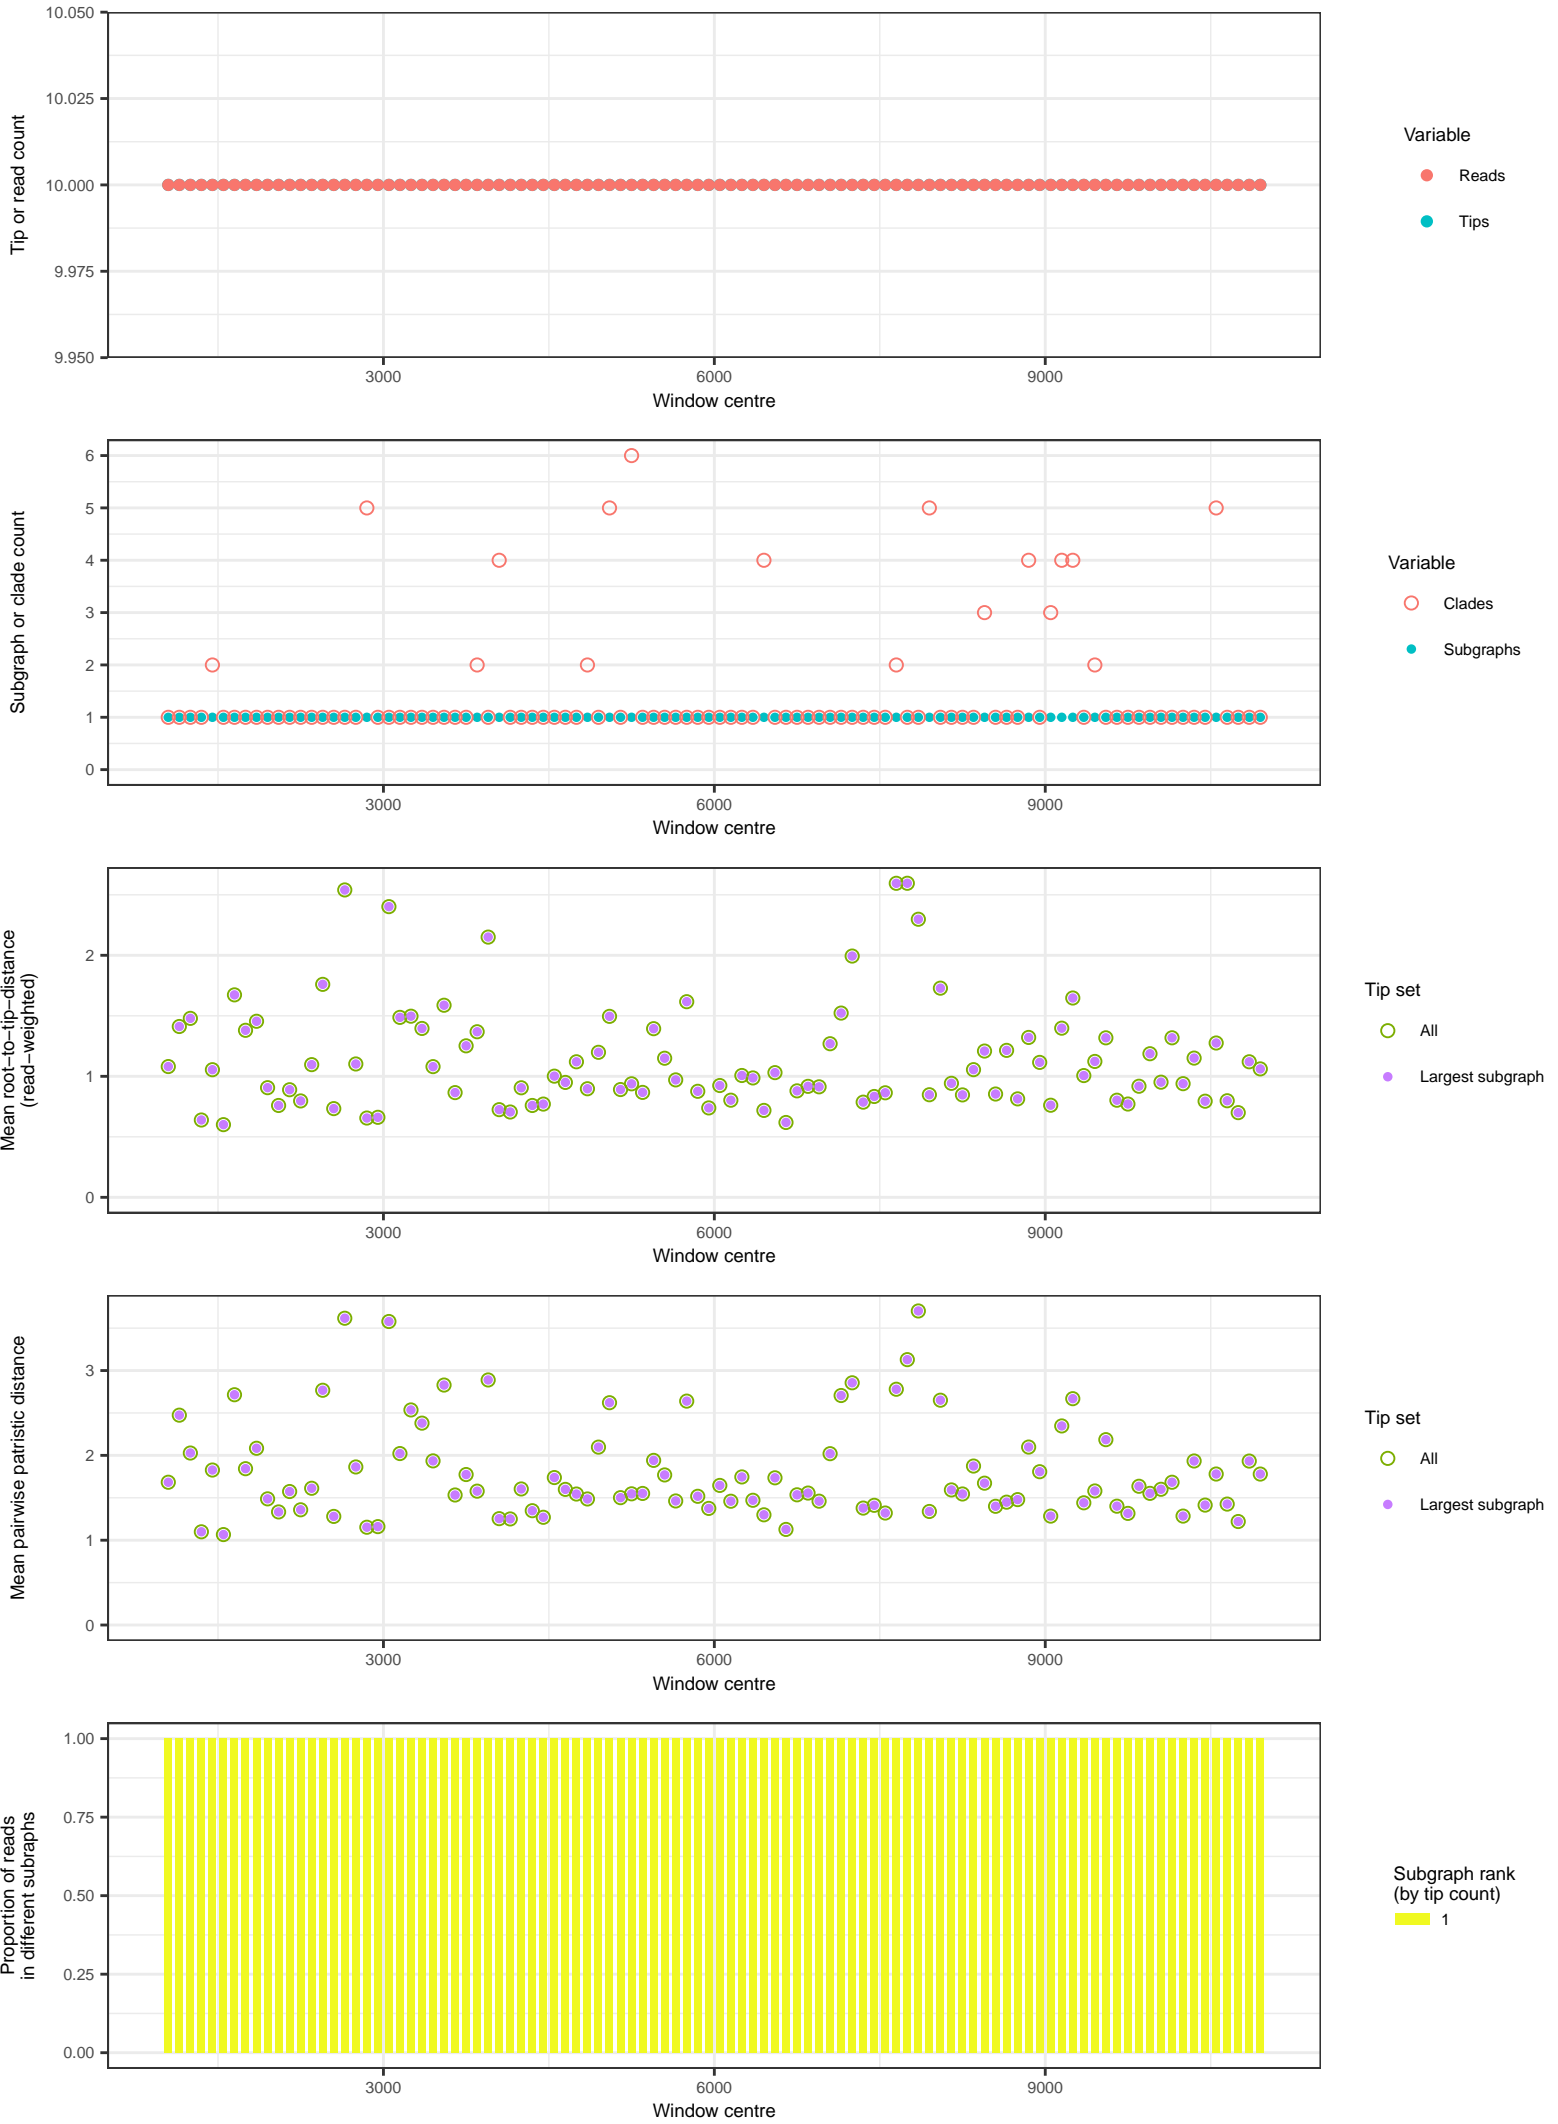 10.050
10.025
10.000
9.975
9.950
Tip or read count
3000
6000
9000
Window centre
Variable
Reads
Tips
6
5
4
3
2
1
0
Subgraph or clade count
3000
6000
9000
Window centre
Variable
Clades
Subgraphs
2
1
0
Mean root−to−tip−distance
(read−weighted)
3000
6000
9000
Window centre
Tip set
All
Largest subgraph
3
2
1
0
Mean pairwise patristic distance
3000
6000
9000
Window centre
Tip set
All
Largest subgraph
1.00
0.75
0.50
0.25
0.00
Proportion of reads
in different subraphs
3000
6000
9000
Window centre
Subgraph rank
(by tip count)
1